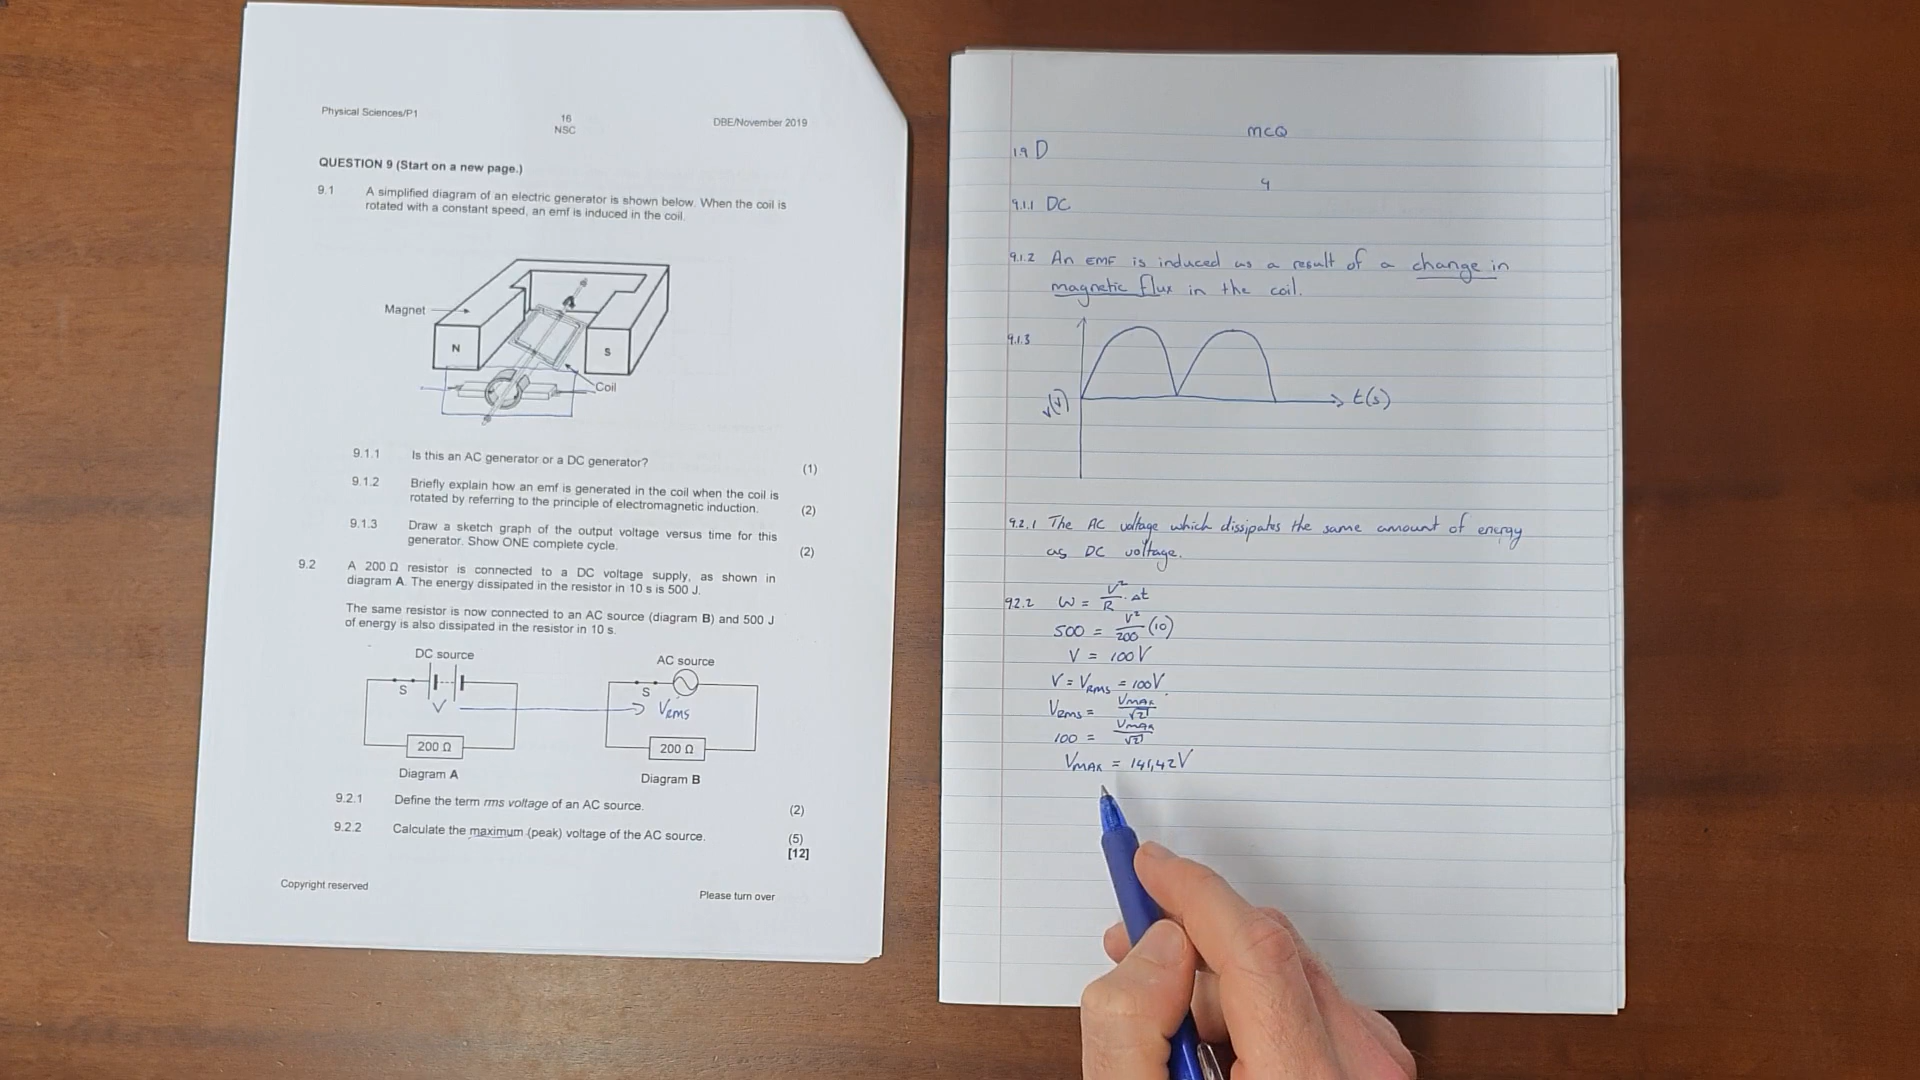 Physical Sciences/P1
16
NSC
DBE/November 2019
QUESTION 9 (Start on a new page.)
9.1 A simplified diagram of an electric generator is shown below. When the coil is
rotated with a constant speed, an emf is induced in the coil.
Magnet
N
S
Coil
9.1.1 Is this an AC generator or a DC generator? (1)
9.1.2 Briefly explain how an emf is generated in the coil when the coil is
rotated by referring to the principle of electromagnetic induction. (2)
9.1.3 Draw a sketch graph of the output voltage versus time for this
generator. Show ONE complete cycle. (2)
9.2 A 200 Ω resistor is connected to a DC voltage supply, as shown in
diagram A. The energy dissipated in the resistor in 10 s is 500 J.
The same resistor is now connected to an AC source (diagram B) and 500 J
of energy is also dissipated in the resistor in 10 s.
DC source
AC source
S
S
V
VRMS
200 Ω
200 Ω
Diagram A
Diagram B
9.2.1 Define the term rms voltage of an AC source. (2)
9.2.2 Calculate the maximum (peak) voltage of the AC source. (5)
[12]
Copyright reserved
Please turn over
MCQ
1.9 D
9
9.1.1 DC
9.1.2 An EMF is induced as a result of a change in
magnetic flux in the coil.
9.1.3
V(V)
t(s)
9.2.1 The AC voltage which dissipates the same amount of energy
as DC voltage.
9.2.2 W = V²/R · Δt
500 = V²/200 (10)
V = 100V
V = VRMS = 100V.
VRMS = VMAX/√2
100 = VMAX/√2
VMAX = 141,42V